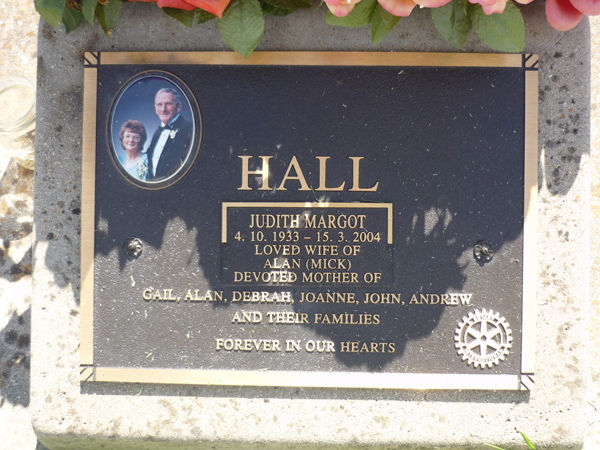 HALL
JUDITH MARGOT
4. 10. 1933 – 15. 3. 2004
LOVED WIFE OF
ALAN (MICK)
DEVOTED MOTHER OF
GAIL, ALAN, DEBRAH, JOANNE, JOHN, ANDREW
AND THEIR FAMILIES
FOREVER IN OUR HEARTS